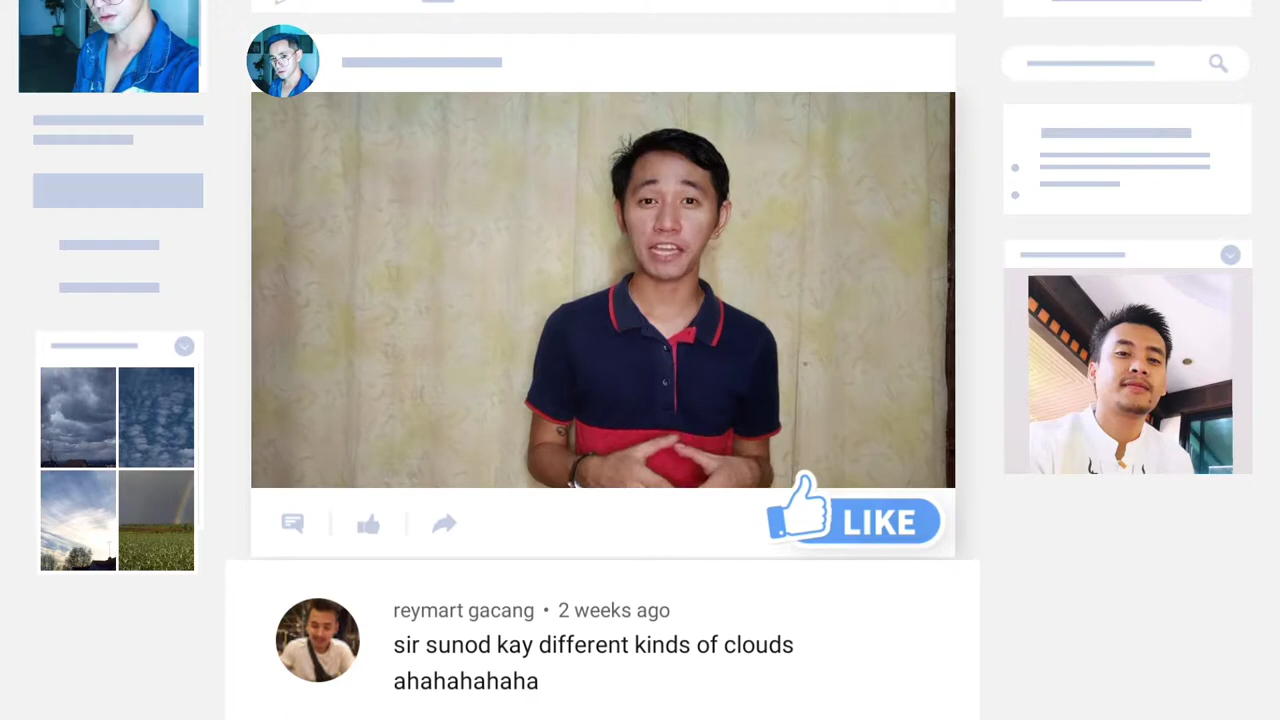 LIKE
reymart gacang • 2 weeks ago
sir sunod kay different kinds of clouds
ahahahahaha